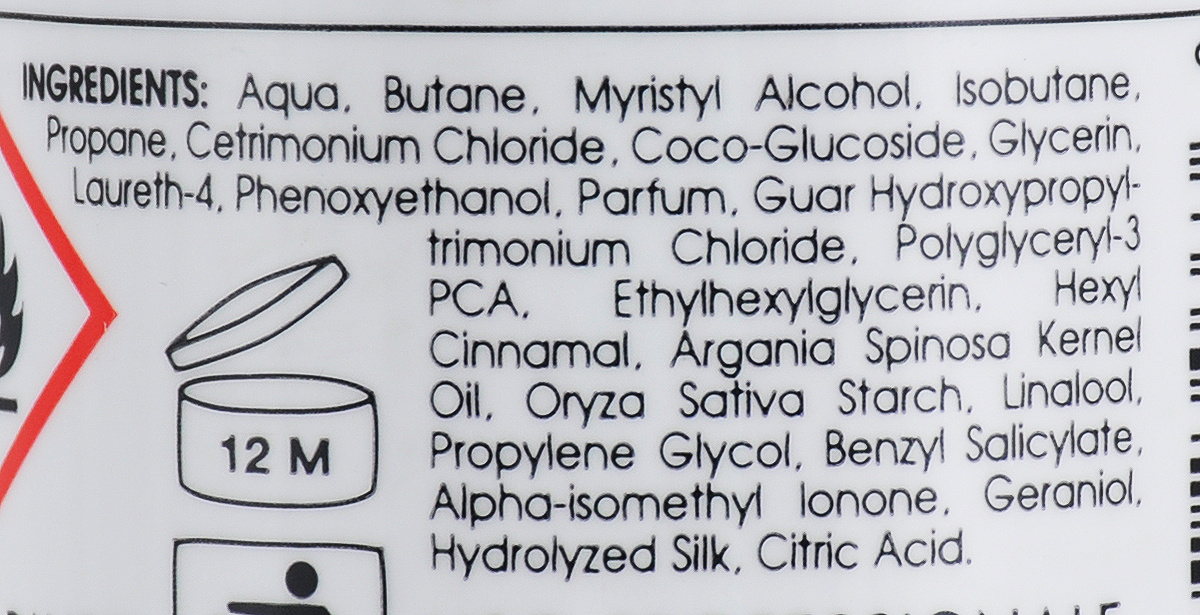 INGREDIENTS: Aqua, Butane, Myristyl Alcohol, Isobutane,
Propane, Cetrimonium Chloride, Coco-Glucoside, Glycerin,
Laureth-4, Phenoxyethanol, Parfum, Guar Hydroxypropyl-
trimonium Chloride, Polyglyceryl-3
PCA, Ethylhexylglycerin, Hexyl
Cinnamal, Argania Spinosa Kernel
Oil, Oryza Sativa Starch, Linalool,
Propylene Glycol, Benzyl Salicylate,
Alpha-isomethyl Ionone, Geraniol,
Hydrolyzed Silk, Citric Acid.
12 M